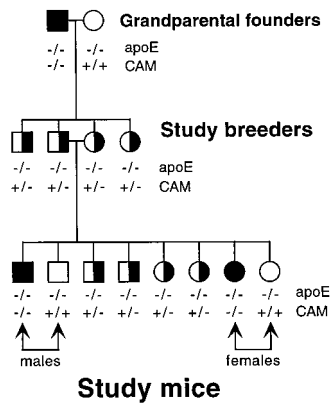 Grandparental founders
-/- -/- apoE
-/- +/+ CAM
Study breeders
-/- -/- -/- -/- apoE
+/- +/- +/- +/- CAM
-/- -/- -/- -/- -/- -/- -/- -/- apoE
-/- +/+ +/- +/- +/- +/- -/- +/+ CAM
males females
Study mice